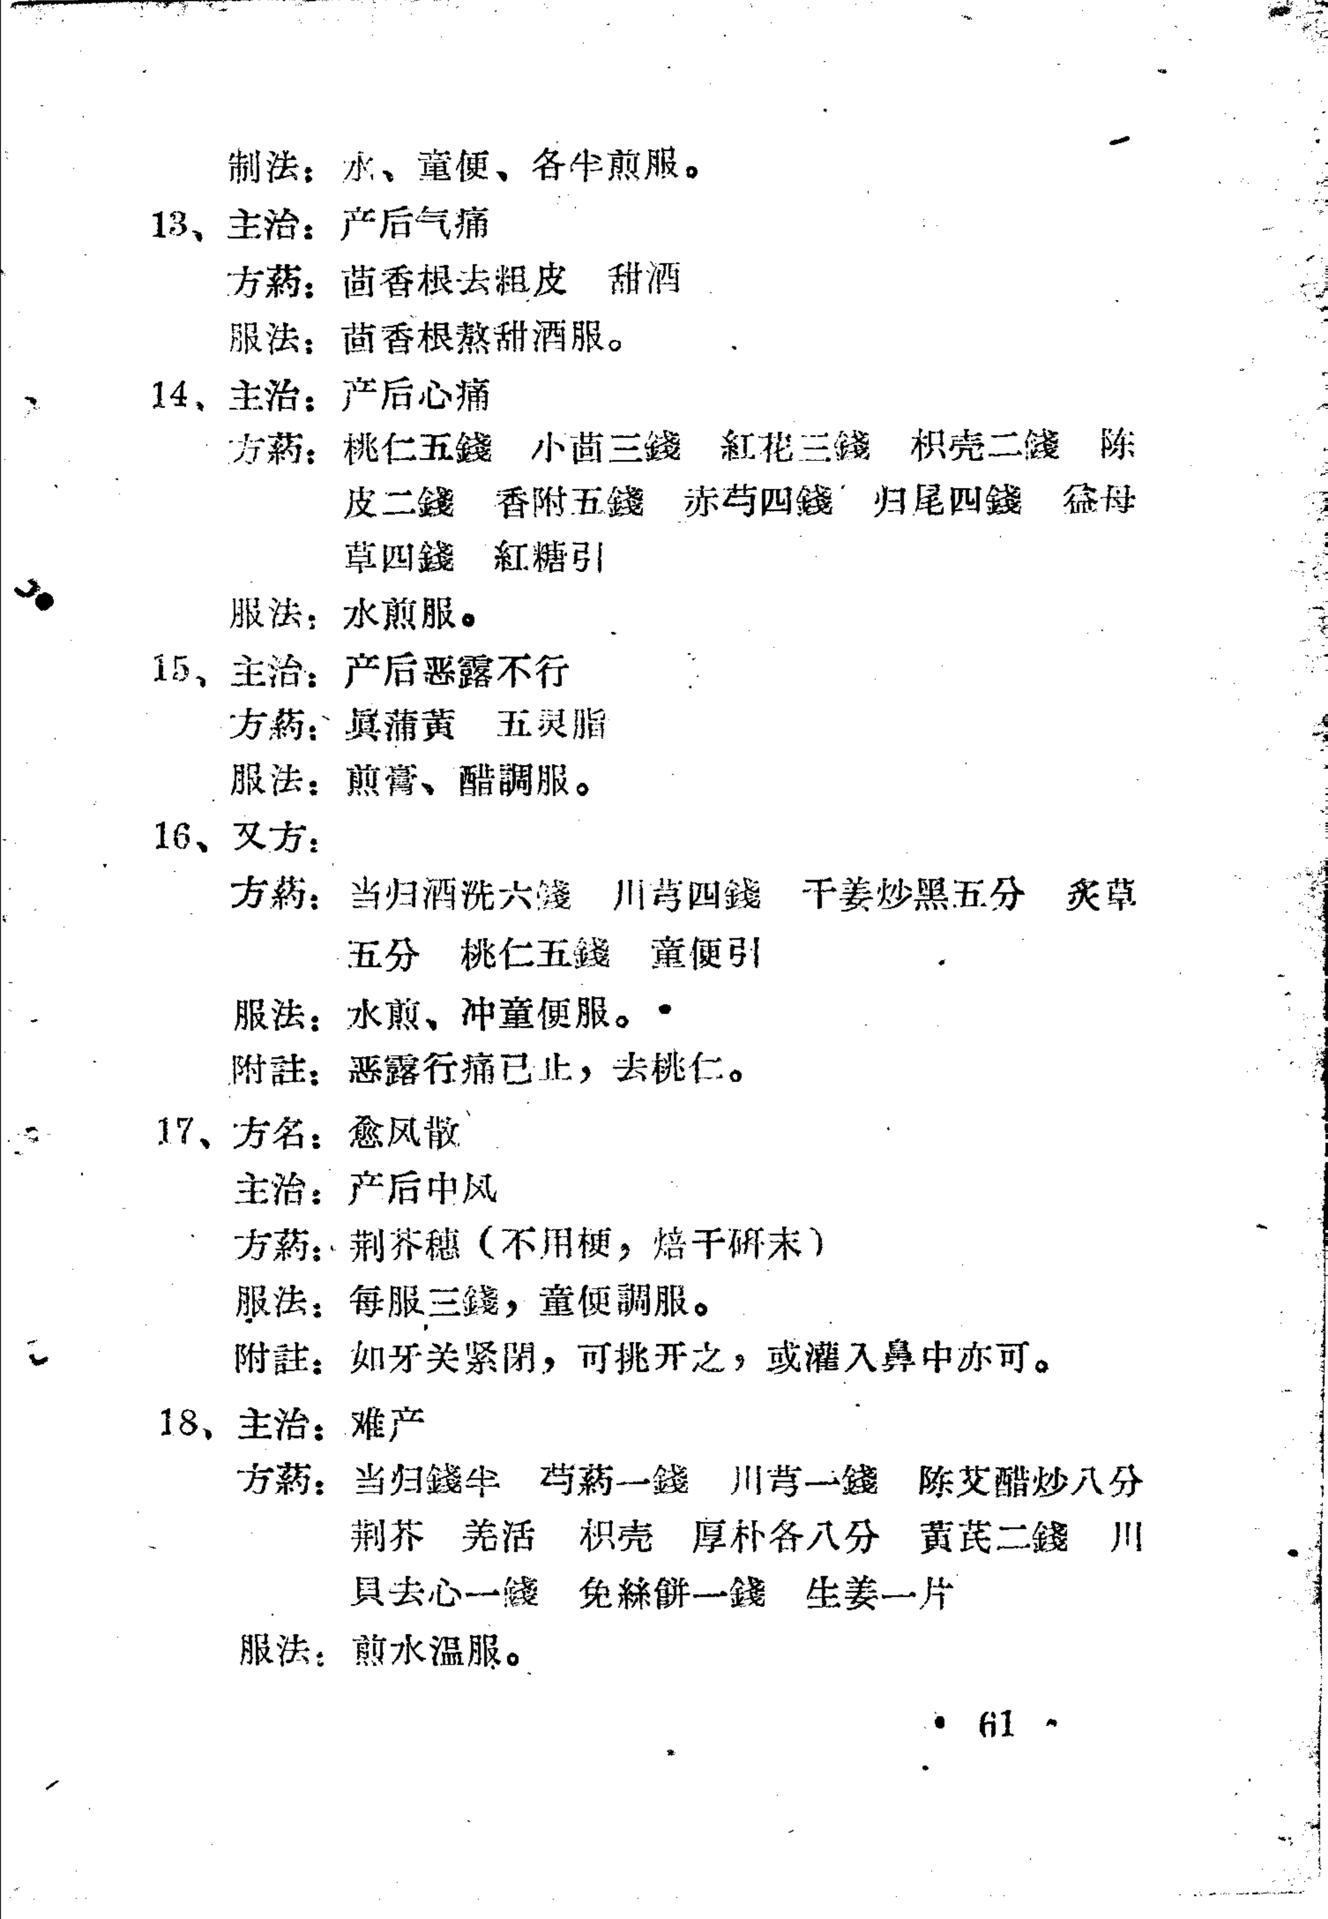 制法：水、童便、各半煎服。
13、主治：产后气痛
方葯：茴香根去粗皮　甜酒
服法：茴香根熬甜酒服。
14、主治：产后心痛
方葯：桃仁五錢　小茴三錢　紅花三錢　枳壳二錢　陈
皮二錢　香附五錢　赤芍四錢　归尾四錢　益母
草四錢　紅糖引
服法：水煎服。
15、主治：产后恶露不行
方葯：眞蒲黃　五灵脂
服法：煎膏、醋調服。
16、又方：
方葯：当归酒洗六錢　川芎四錢　干姜炒黑五分　炙草
五分　桃仁五錢　童便引
服法：水煎、冲童便服。
附註：恶露行痛已止，去桃仁。
17、方名：愈风散
主治：产后中风
方葯：荆芥穗（不用梗，焙干研末）
服法：每服三錢，童便調服。
附註：如牙关紧閉，可挑开之，或灌入鼻中亦可。
18、主治：难产
方葯：当归錢半　芍葯一錢　川芎一錢　陈艾醋炒八分
荆芥　羌活　枳壳　厚朴各八分　黃芪二錢　川
貝去心一錢　兔絲餅一錢　生姜一片
服法：煎水温服。
• 61 •